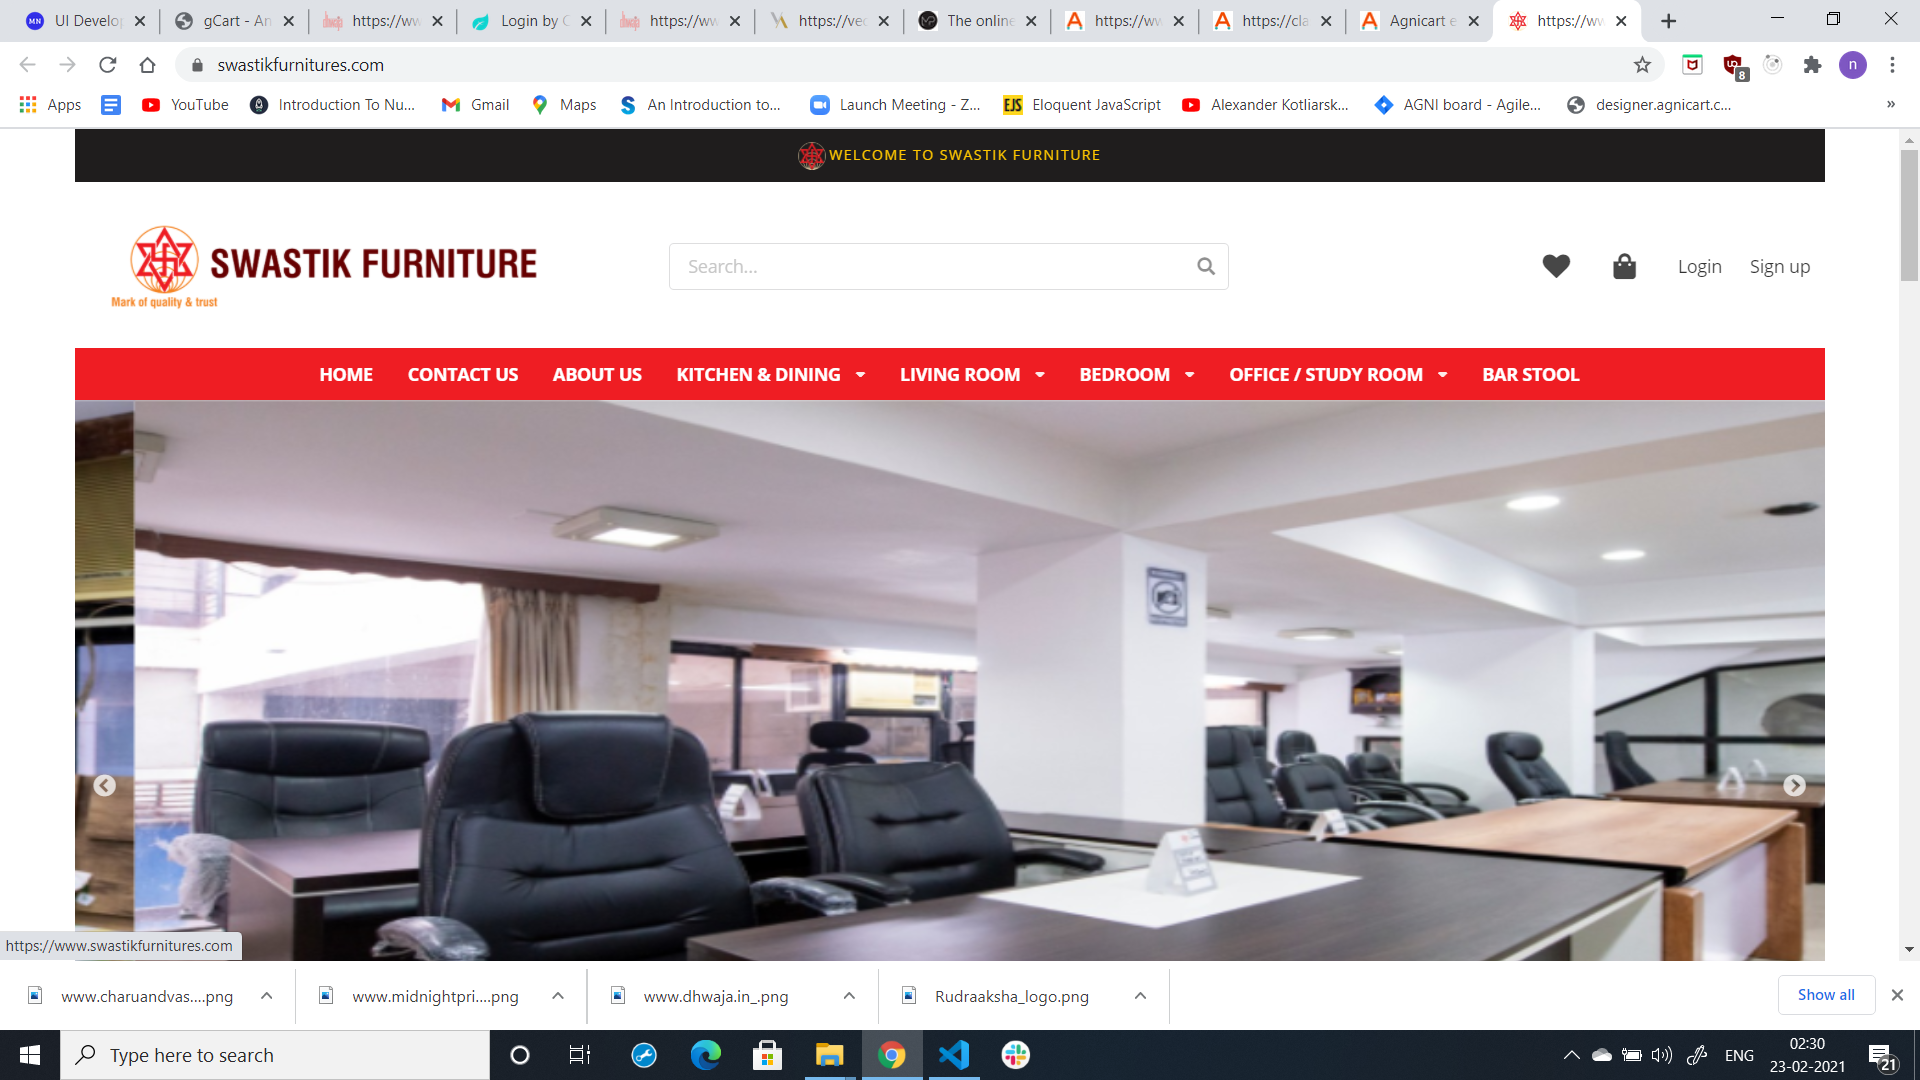 UI Develop
gCart - An
https://ww
Login by C
https://ww
https://vec
The online
https://ww
https://cla
Agnicart e
https://ww
swastikfurnitures.com
8
n
Apps
YouTube
Introduction To Nu...
Gmail
Maps
An Introduction to...
Launch Meeting - Z...
EJS
Eloquent JavaScript
Alexander Kotliarsk...
AGNI board - Agile...
designer.agnicart.c...
»
WELCOME TO SWASTIK FURNITURE
SWASTIK FURNITURE
Mark of quality & trust
Search...
Login
Sign up
HOME
CONTACT US
ABOUT US
KITCHEN & DINING
LIVING ROOM
BEDROOM
OFFICE / STUDY ROOM
BAR STOOL
https://www.swastikfurnitures.com
www.charuandvas....png
www.midnightpri....png
www.dhwaja.in_.png
Rudraaksha_logo.png
Show all
Type here to search
ENG
02:30
23-02-2021
21